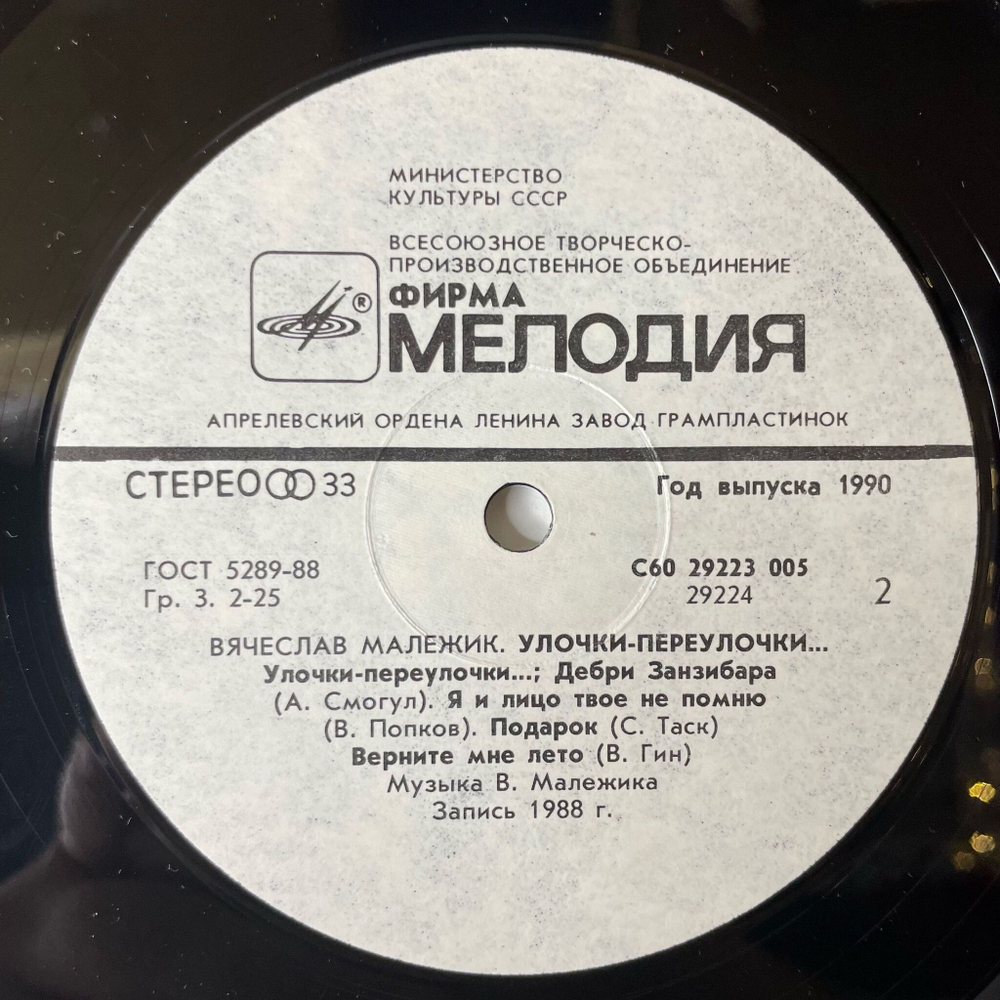 МИНИСТЕРСТВО
КУЛЬТУРЫ СССР
ВСЕСОЮЗНОЕ ТВОРЧЕСКО-
ПРОИЗВОДСТВЕННОЕ ОБЪЕДИНЕНИЕ
®
ФИРМА
МЕЛОДИЯ
АПРЕЛЕВСКИЙ ОРДЕНА ЛЕНИНА ЗАВОД ГРАМПЛАСТИНОК
СТЕРЕО 33
Год выпуска 1990
ГОСТ 5289-88
Гр. 3. 2-25
С60 29223 005
29224
2
ВЯЧЕСЛАВ МАЛЕЖИК. УЛОЧКИ-ПЕРЕУЛОЧКИ...
Улочки-переулочки...; Дебри Занзибара
(А. Смогул). Я и лицо твое не помню
(В. Попков). Подарок (С. Таск)
Верните мне лето (В. Гин)
Музыка В. Малежика
Запись 1988 г.